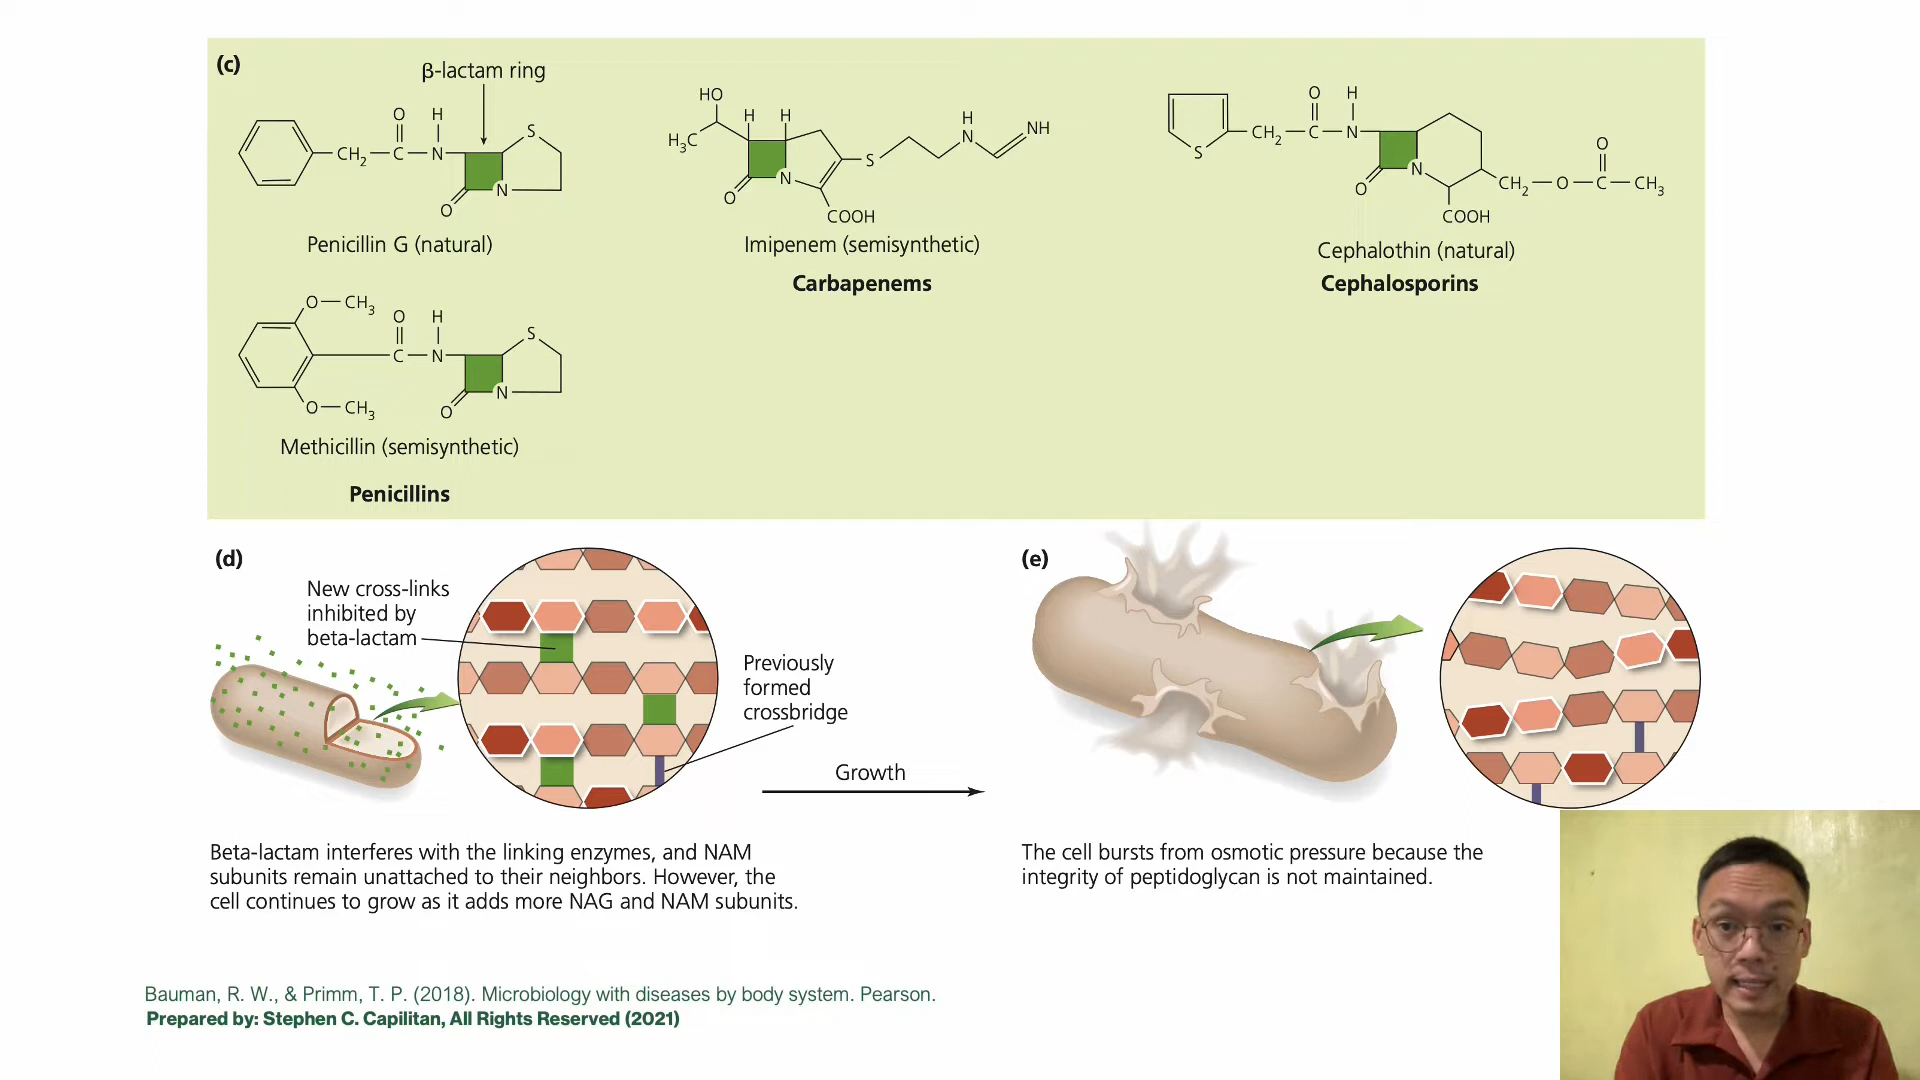 (c)
β-lactam ring
O
H
S
CH2
C
N
N
O
Penicillin G (natural)
O—CH3
O
H
S
C
N
N
O
O—CH3
Methicillin (semisynthetic)
Penicillins
HO
H
H
H3C
H
N
NH
S
N
O
COOH
Imipenem (semisynthetic)
Carbapenems
O
H
S
CH2
C
N
N
O
O
CH2—O—C—CH3
COOH
Cephalothin (natural)
Cephalosporins
(d)
New cross-links
inhibited by
beta-lactam
Previously
formed
crossbridge
Growth
Beta-lactam interferes with the linking enzymes, and NAM
subunits remain unattached to their neighbors. However, the
cell continues to grow as it adds more NAG and NAM subunits.
(e)
The cell bursts from osmotic pressure because the
integrity of peptidoglycan is not maintained.
Bauman, R. W., & Primm, T. P. (2018). Microbiology with diseases by body system. Pearson.
Prepared by: Stephen C. Capilitan, All Rights Reserved (2021)